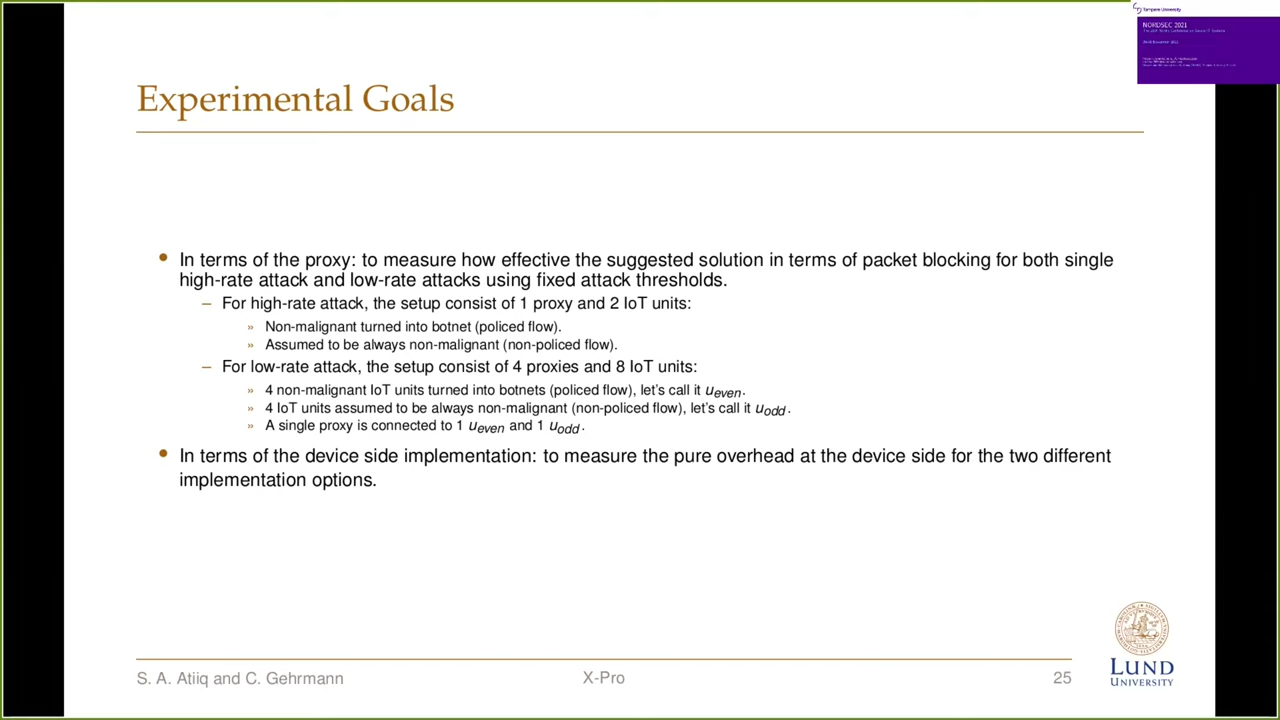 Tampere University
NORDSEC 2021
Experimental Goals
• In terms of the proxy: to measure how effective the suggested solution in terms of packet blocking for both single
high-rate attack and low-rate attacks using fixed attack thresholds.
– For high-rate attack, the setup consist of 1 proxy and 2 IoT units:
» Non-malignant turned into botnet (policed flow).
» Assumed to be always non-malignant (non-policed flow).
– For low-rate attack, the setup consist of 4 proxies and 8 IoT units:
» 4 non-malignant IoT units turned into botnets (policed flow), let's call it u_even.
» 4 IoT units assumed to be always non-malignant (non-policed flow), let's call it u_odd.
» A single proxy is connected to 1 u_even and 1 u_odd.
• In terms of the device side implementation: to measure the pure overhead at the device side for the two different
implementation options.
S. A. Atiiq and C. Gehrmann
X-Pro
25
LUND
UNIVERSITY